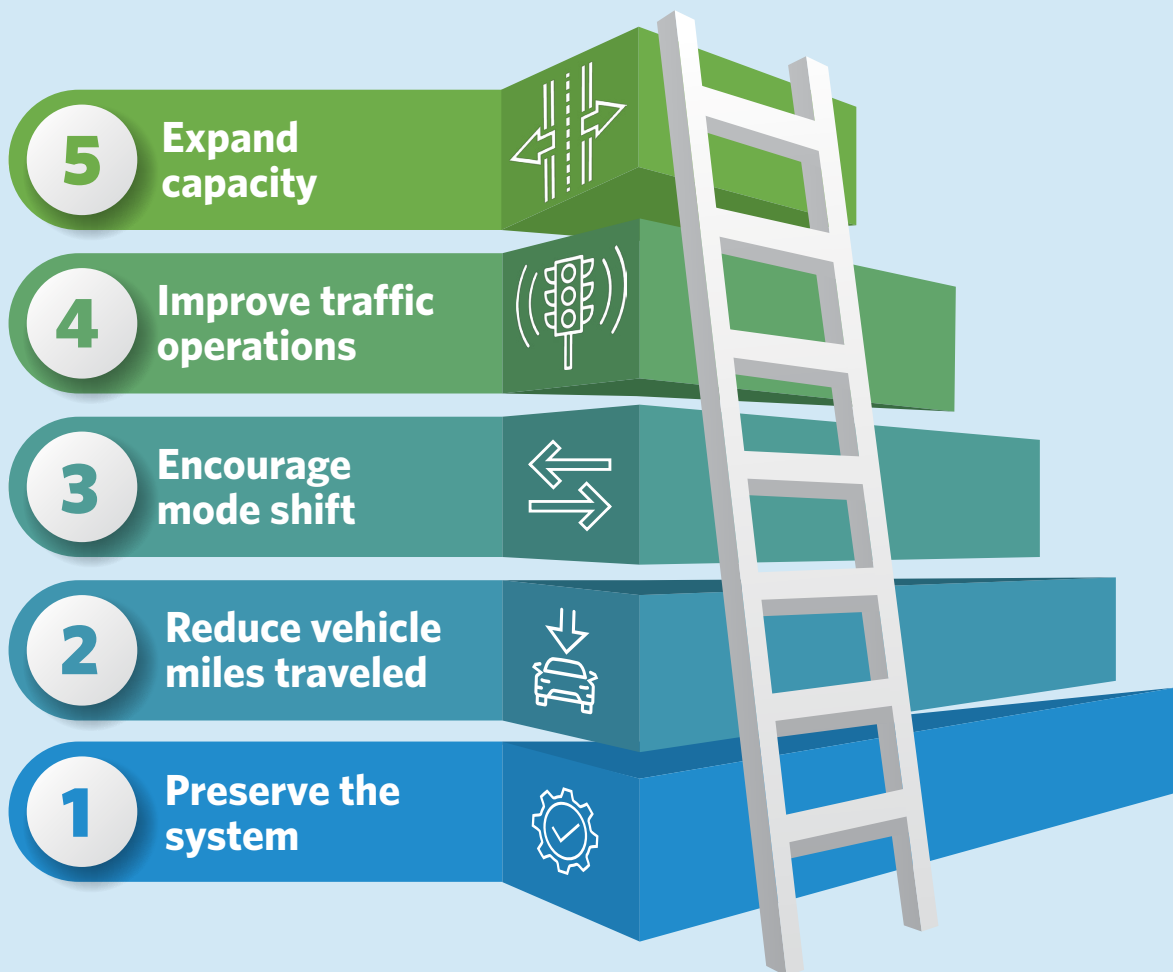 5
Expand
capacity
4
Improve traffic
operations
3
Encourage
mode shift
2
Reduce vehicle
miles traveled
1
Preserve the
system